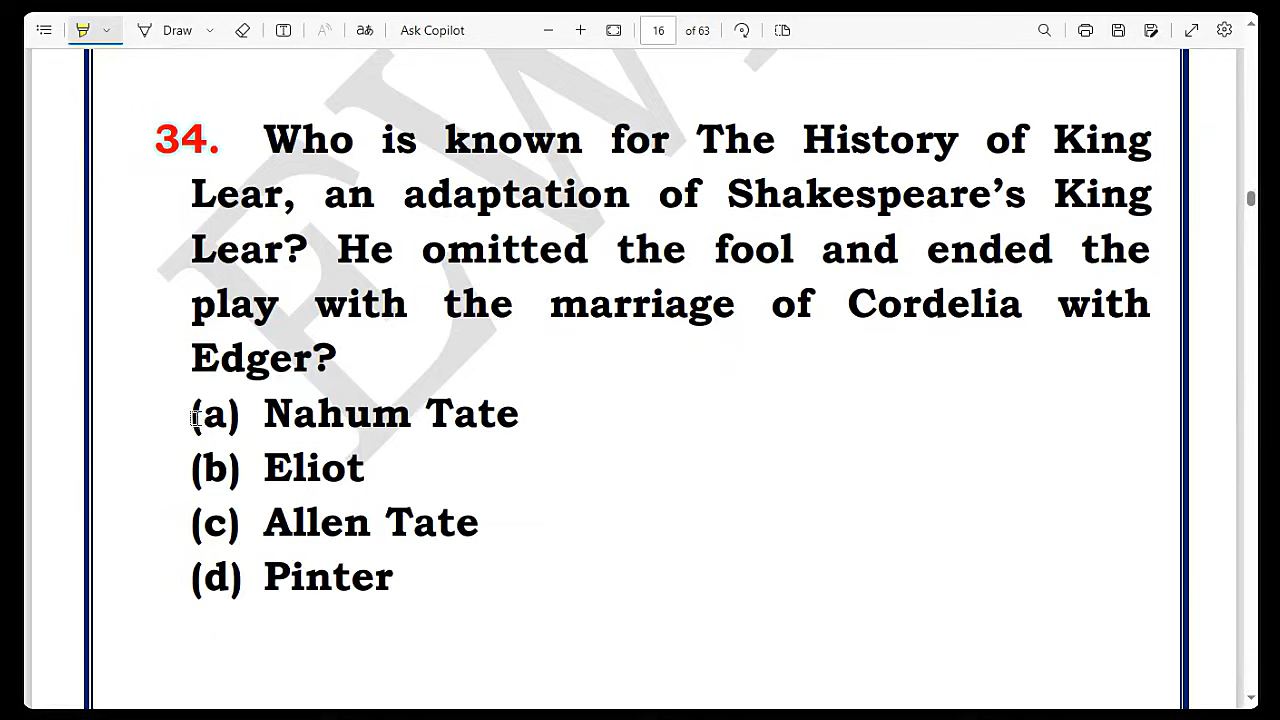 Draw
Ask Copilot
16 of 63
34. Who is known for The History of King
Lear, an adaptation of Shakespeare’s King
Lear? He omitted the fool and ended the
play with the marriage of Cordelia with
Edger?
(a) Nahum Tate
(b) Eliot
(c) Allen Tate
(d) Pinter